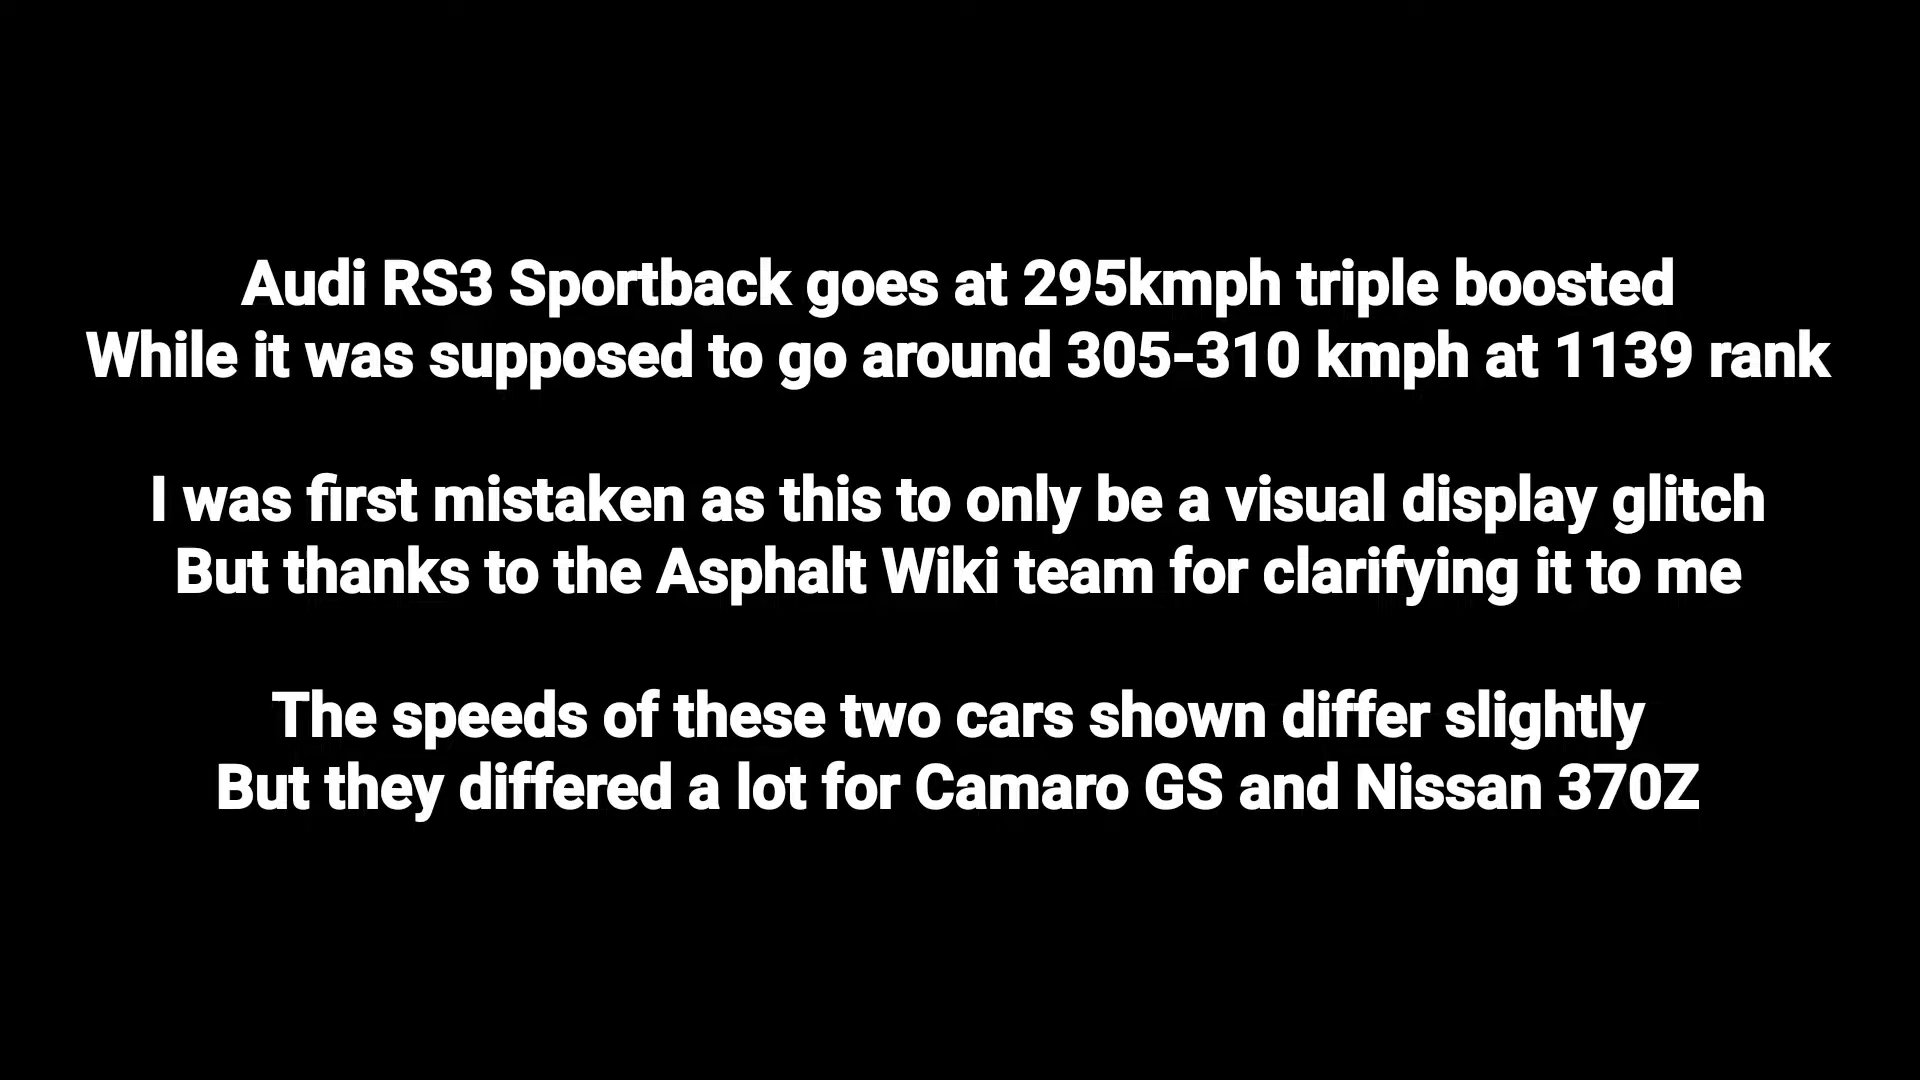 Audi RS3 Sportback goes at 295kmph triple boosted
While it was supposed to go around 305-310 kmph at 1139 rank
I was first mistaken as this to only be a visual display glitch
But thanks to the Asphalt Wiki team for clarifying it to me
The speeds of these two cars shown differ slightly
But they differed a lot for Camaro GS and Nissan 370Z